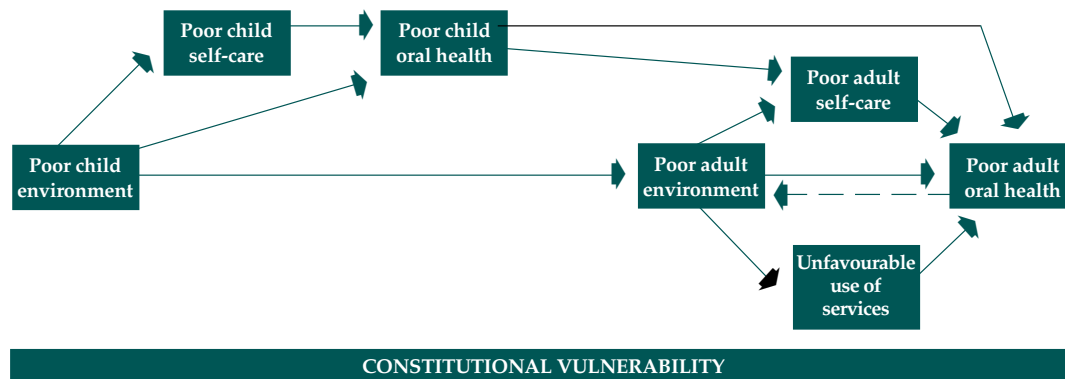 Poor child
self-care
Poor child
oral health
Poor adult
self-care
Poor child
environment
Poor adult
environment
Poor adult
oral health
Unfavourable
use of
services
CONSTITUTIONAL VULNERABILITY